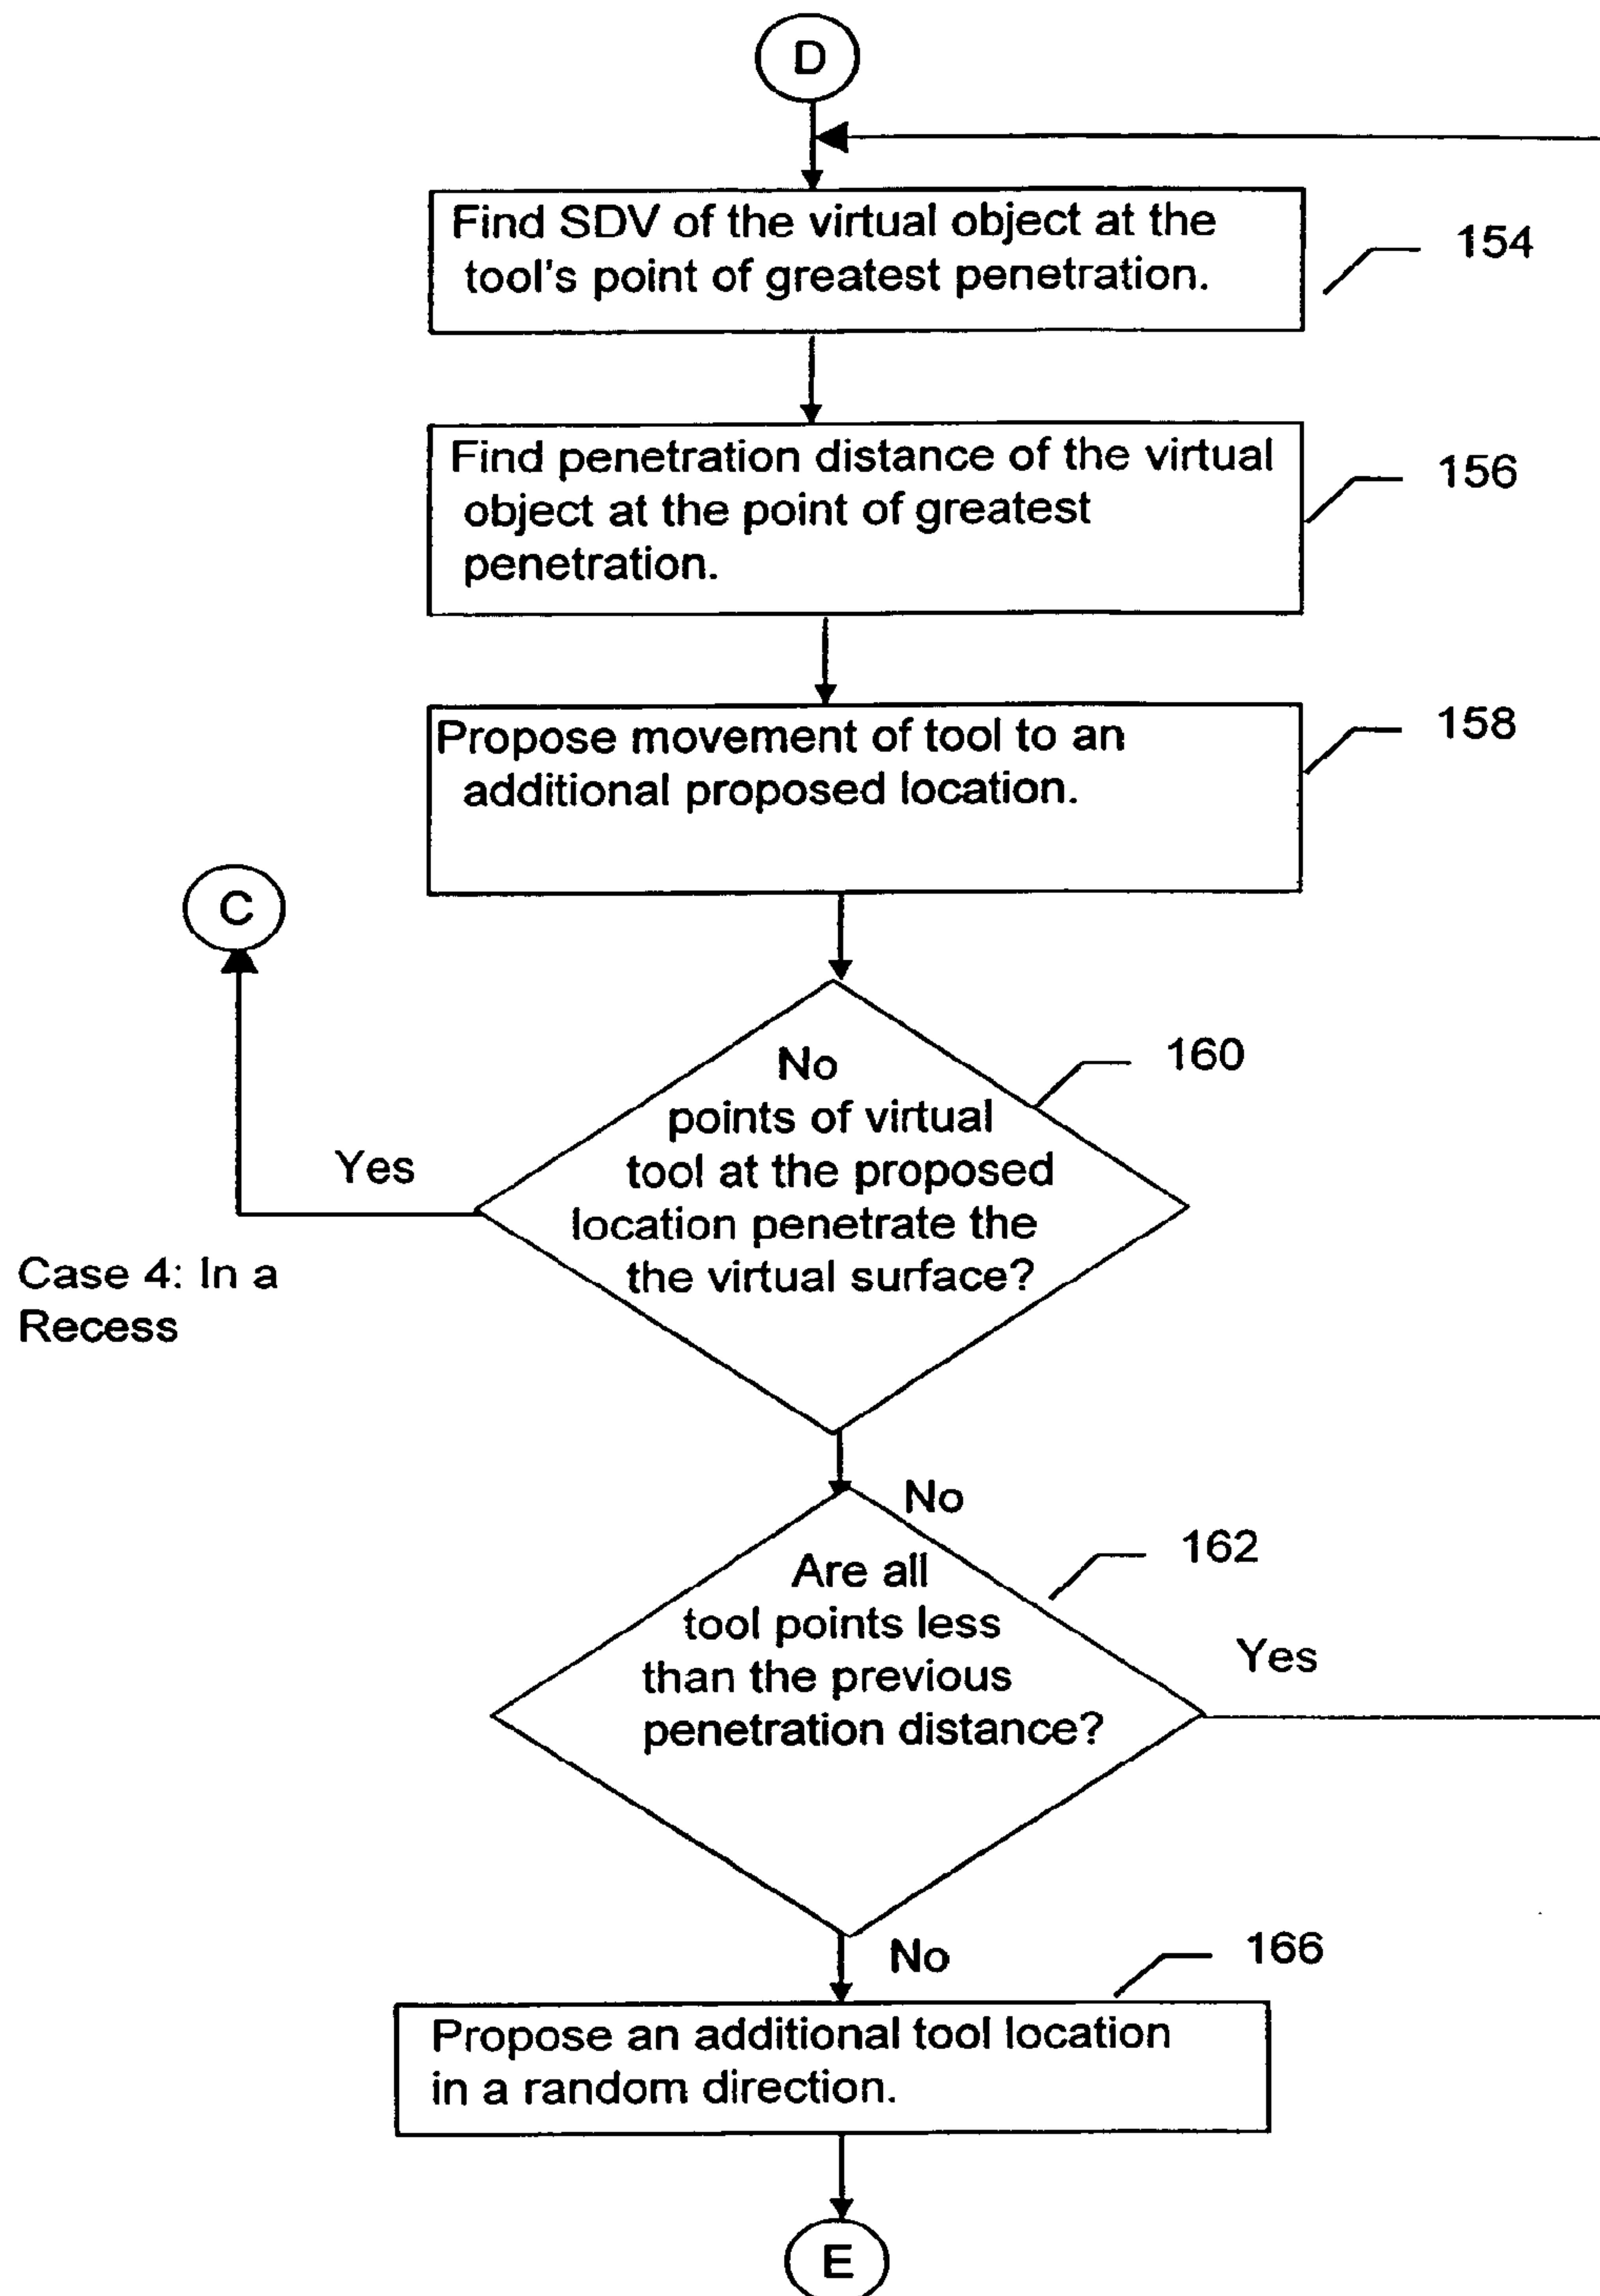 D
Find SDV of the virtual object at the
tool's point of greatest penetration.
154
Find penetration distance of the virtual
object at the point of greatest
penetration.
156
Propose movement of tool to an
additional proposed location.
158
C
No
points of virtual
tool at the proposed
location penetrate the
the virtual surface?
160
Yes
Case 4: In a
Recess
No
Are all
tool points less
than the previous
penetration distance?
162
Yes
No
166
Propose an additional tool location
in a random direction.
E